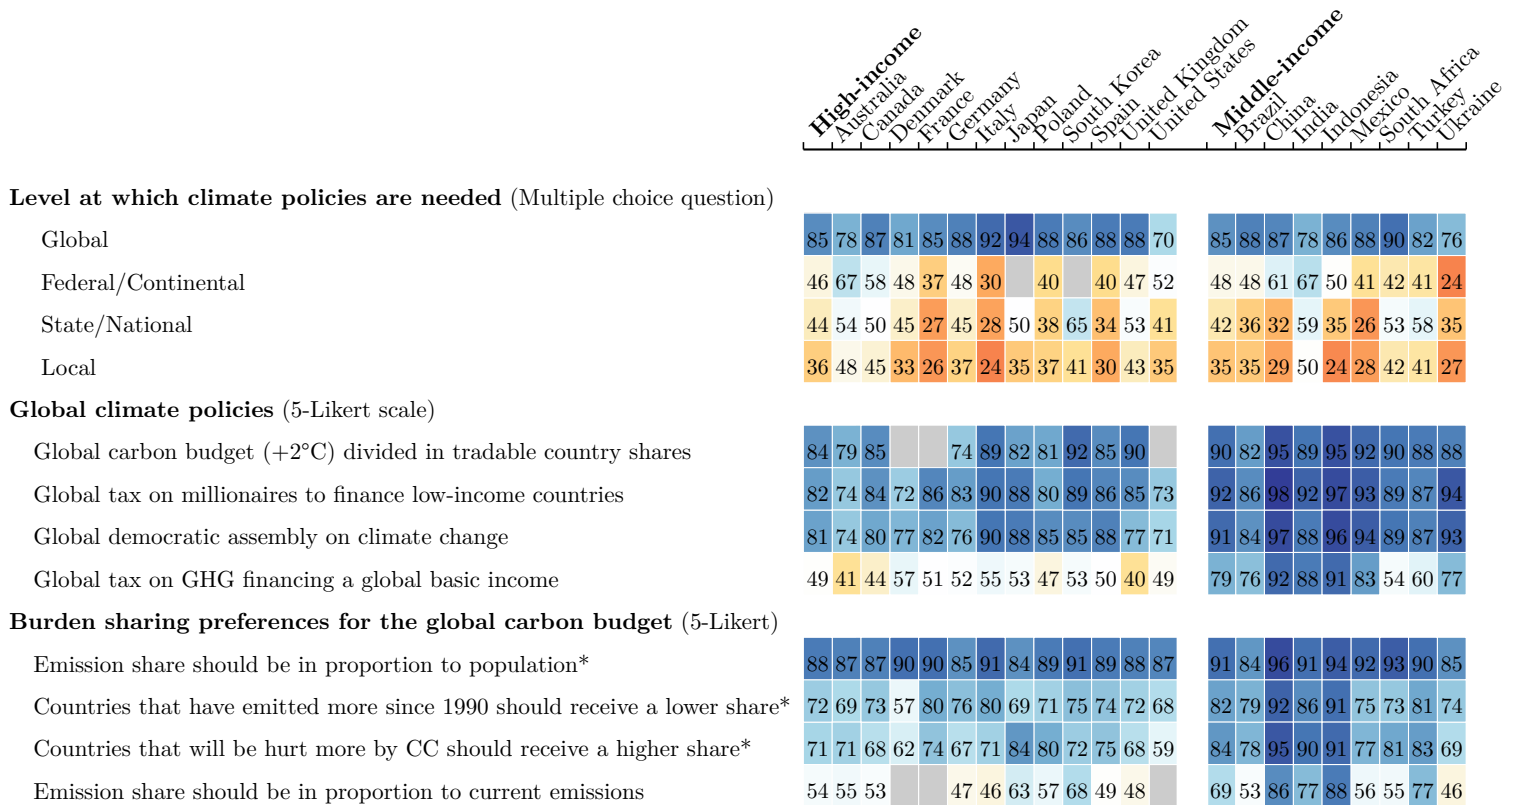 High-income Australia Canada Denmark France Germany Italy Japan Poland South Korea Spain United Kingdom United States Middle-income Brazil China India Indonesia Mexico South Africa Turkey Ukraine
Level at which climate policies are needed (Multiple choice question)
Global 85 78 87 81 85 88 92 94 88 86 88 88 70 85 88 87 78 86 88 90 82 76
Federal/Continental 46 67 58 48 37 48 30 40 40 47 52 48 48 61 67 50 41 42 41 24
State/National 44 54 50 45 27 45 28 50 38 65 34 53 41 42 36 32 59 35 26 53 58 35
Local 36 48 45 33 26 37 24 35 37 41 30 43 35 35 35 29 50 24 28 42 41 27
Global climate policies (5-Likert scale)
Global carbon budget (+2°C) divided in tradable country shares 84 79 85 74 89 82 81 92 85 90 90 82 95 89 95 92 90 88 88
Global tax on millionaires to finance low-income countries 82 74 84 72 86 83 90 88 80 89 86 85 73 92 86 98 92 97 93 89 87 94
Global democratic assembly on climate change 81 74 80 77 82 76 90 88 85 85 88 77 71 91 84 97 88 96 94 89 87 93
Global tax on GHG financing a global basic income 49 41 44 57 51 52 55 53 47 53 50 40 49 79 76 92 88 91 83 54 60 77
Burden sharing preferences for the global carbon budget (5-Likert)
Emission share should be in proportion to population* 88 87 87 90 90 85 91 84 89 91 89 88 87 91 84 96 91 94 92 93 90 85
Countries that have emitted more since 1990 should receive a lower share* 72 69 73 57 80 76 80 69 71 75 74 72 68 82 79 92 86 91 75 73 81 74
Countries that will be hurt more by CC should receive a higher share* 71 71 68 62 74 67 71 84 80 72 75 68 59 84 78 95 90 91 77 81 83 69
Emission share should be in proportion to current emissions 54 55 53 47 46 63 57 68 49 48 69 53 86 77 88 56 55 77 46